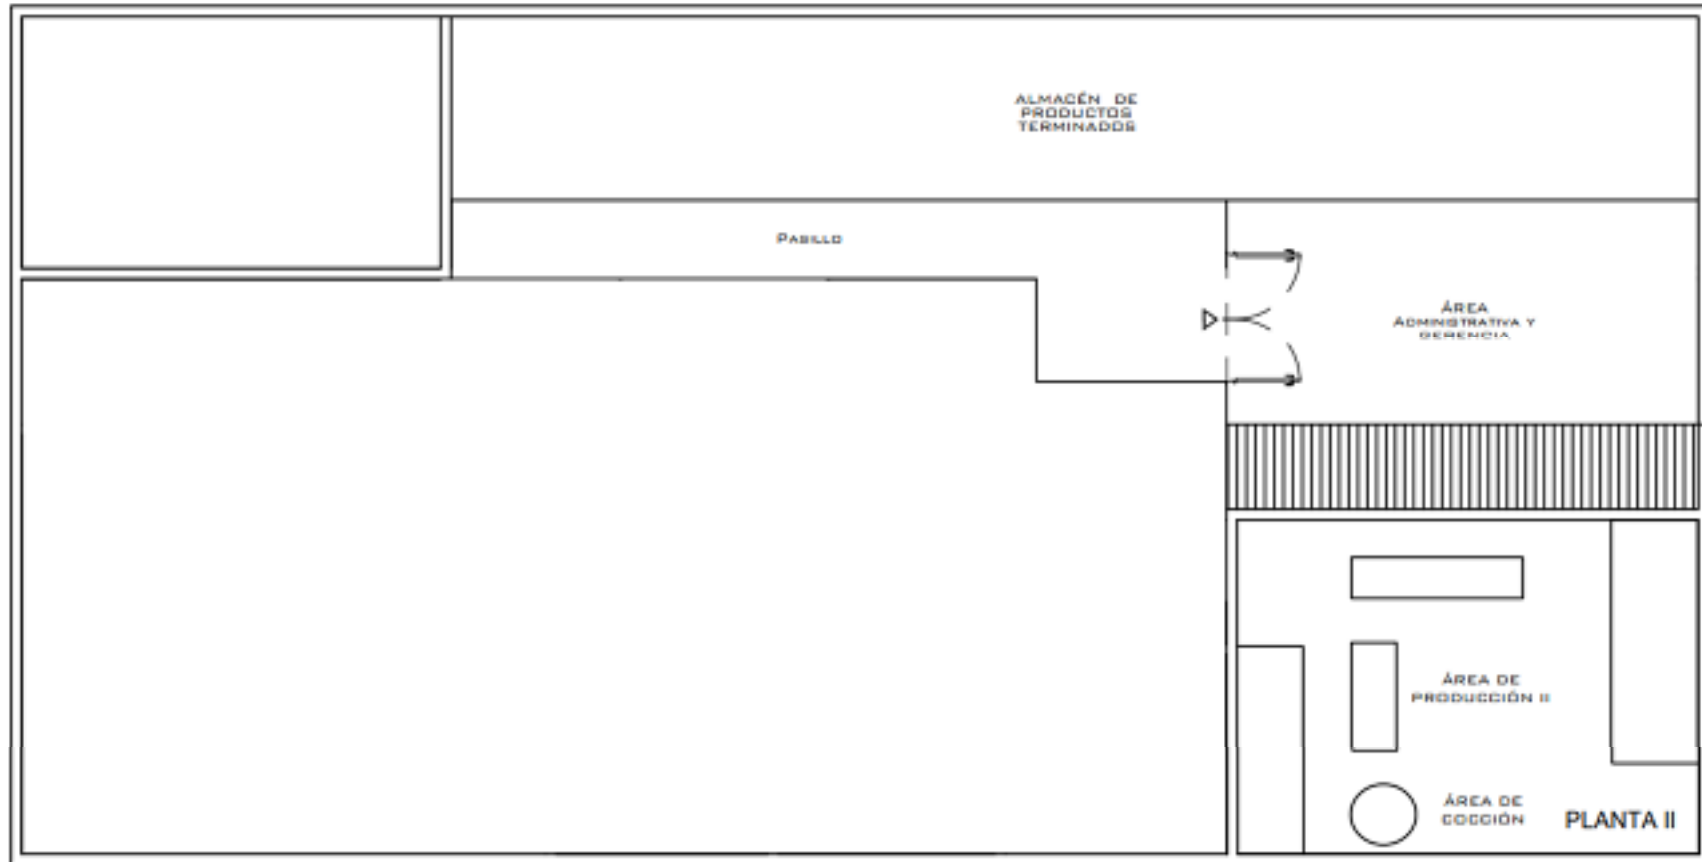 ALMACÉN DE
PRODUCTOS
TERMINADOS
PASILLO
ÁREA
ADMINISTRATIVA Y
GERENCIA
ÁREA DE
PRODUCCIÓN II
ÁREA DE
COCCIÓN
PLANTA II